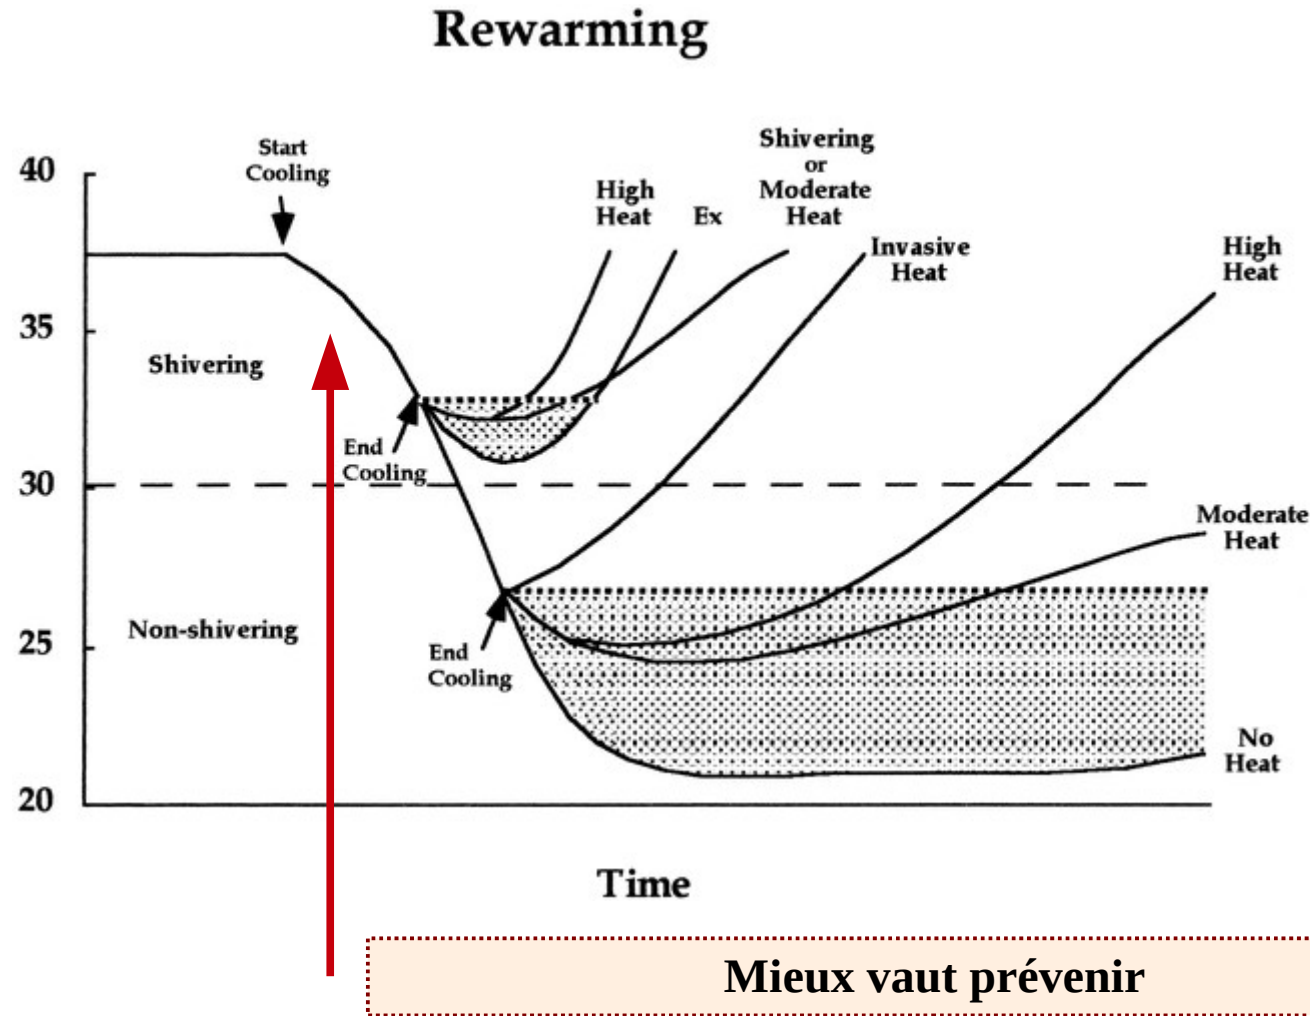 Rewarming
Start
Cooling
High
Heat
Ex
Shivering
or
Moderate
Heat
Invasive
Heat
High
Heat
40
35
30
25
20
Shivering
End
Cooling
Non-shivering
End
Cooling
Moderate
Heat
No
Heat
Time
Mieux vaut prévenir